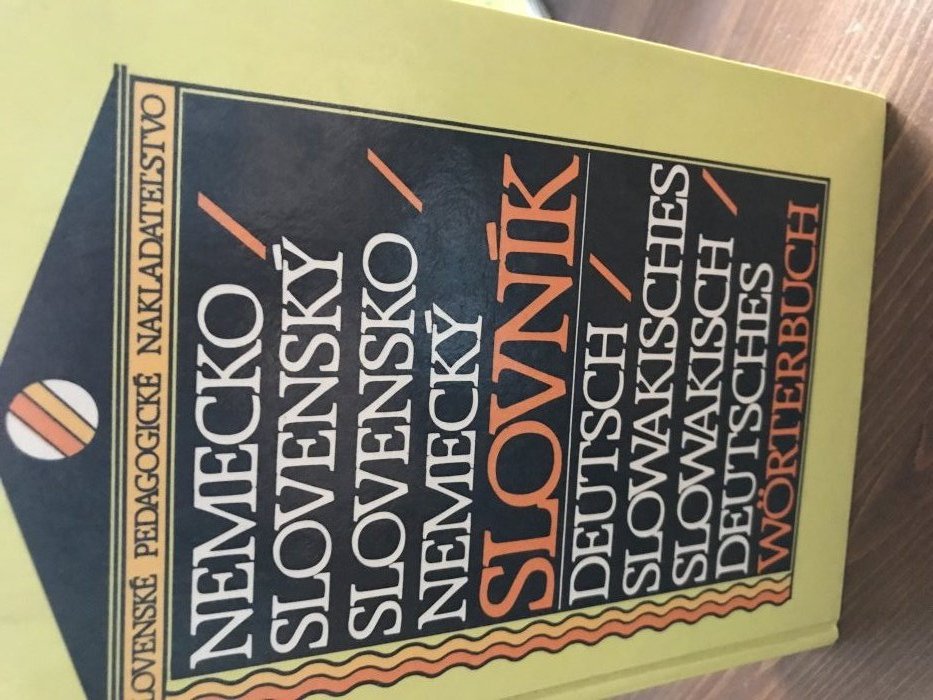 SLOVENSKÉ PEDAGOGICKÉ NAKLADATEĽSTVO
NEMECKO/
SLOVENSKÝ
SLOVENSKO/
NEMECKÝ
SLOVNÍK
DEUTSCH/
SLOWAKISCHES
SLOWAKISCH/
DEUTSCHES
WÖRTERBUCH